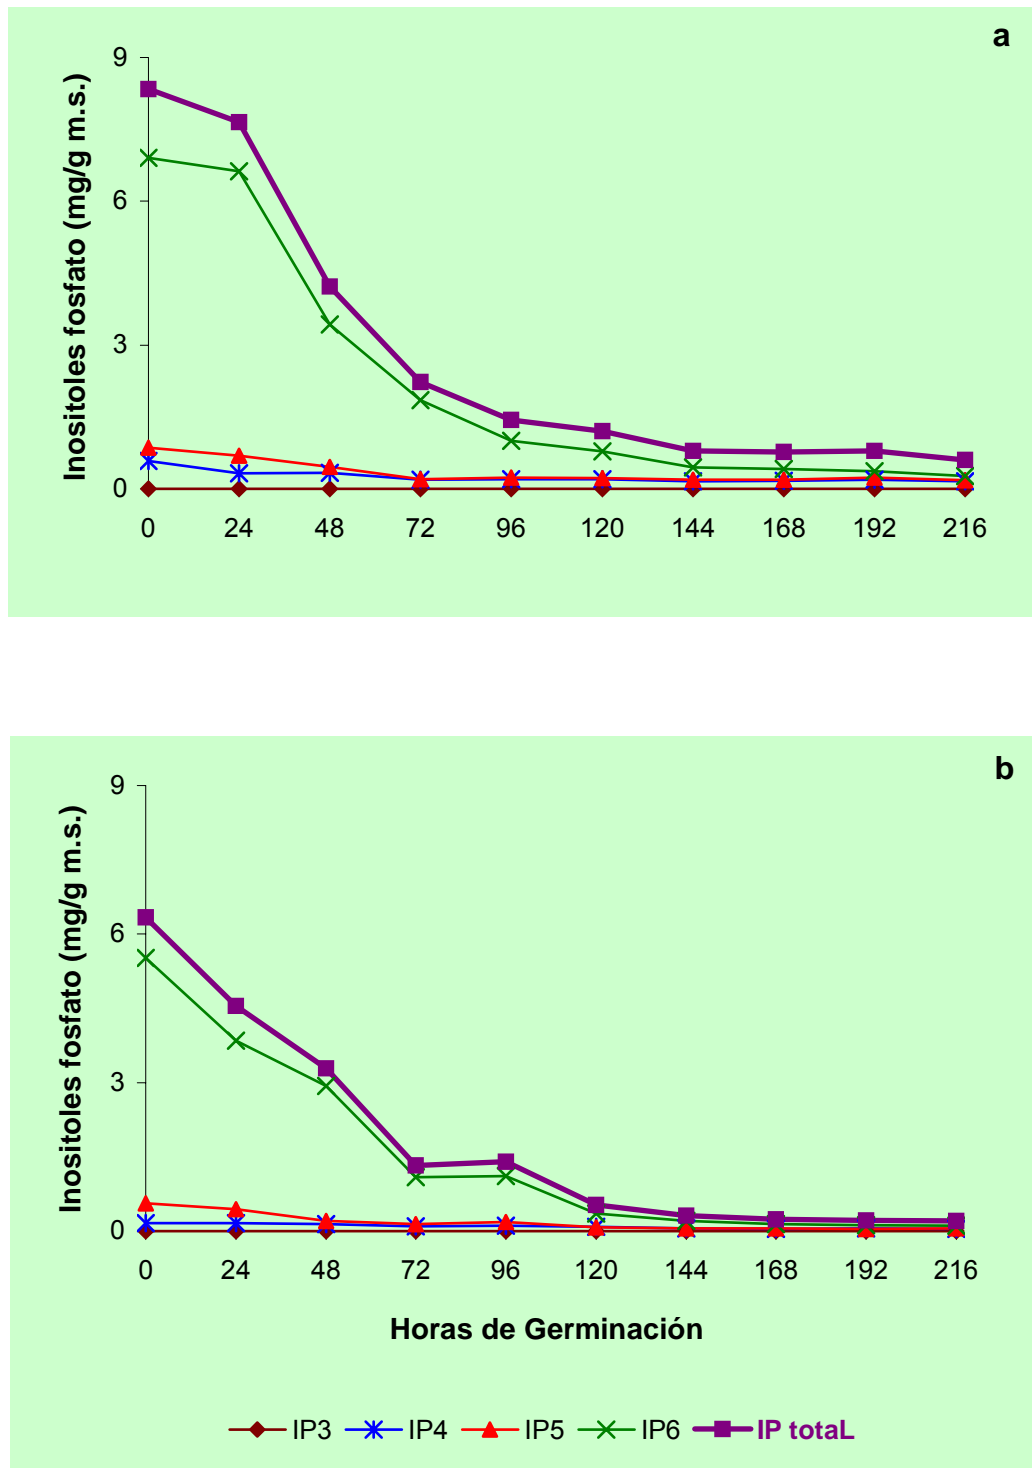 a
Inositoles fosfato (mg/g m.s.)
9
6
3
0
0 24 48 72 96 120 144 168 192 216
b
Inositoles fosfato (mg/g m.s.)
9
6
3
0
0 24 48 72 96 120 144 168 192 216
Horas de Germinación
IP3 IP4 IP5 IP6 IP totaL